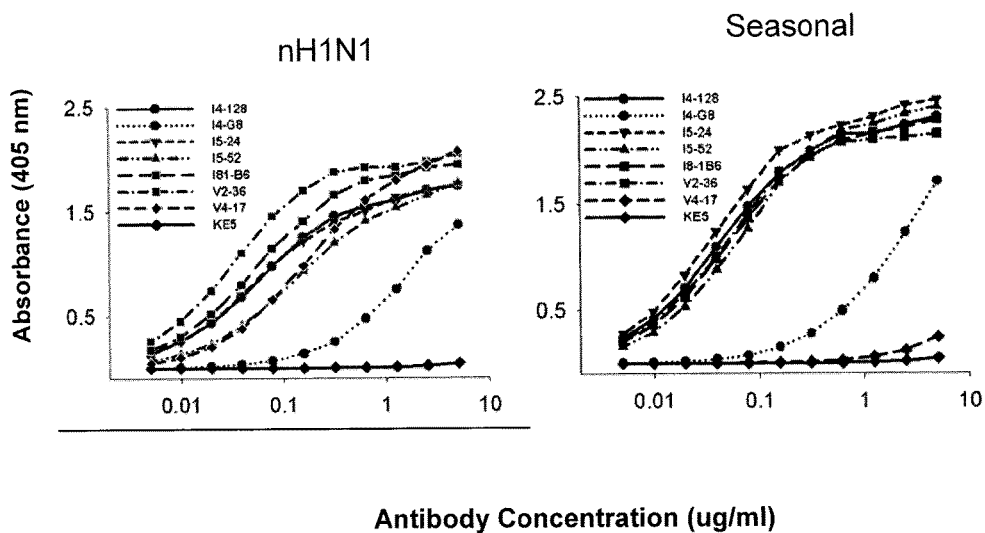 nH1N1
Seasonal
Absorbance (405 nm)
2.5
1.5
0.5
I4-128
I4-G8
I5-24
I5-52
I81-B6
V2-36
V4-17
KE5
0.01
0.1
1
10
2.5
1.5
0.5
I4-128
I4-G8
I5-24
I5-52
I8-1B6
V2-36
V4-17
KE5
0.01
0.1
1
10
Antibody Concentration (ug/ml)